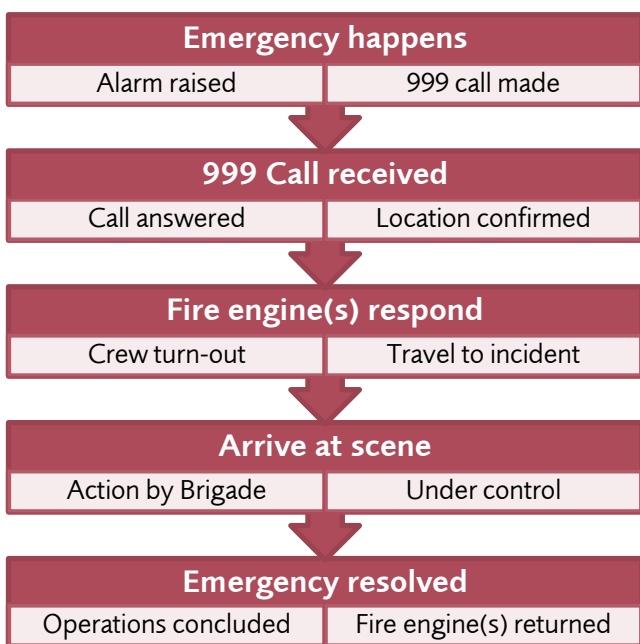 Emergency happens
Alarm raised
999 call made
999 Call received
Call answered
Location confirmed
Fire engine(s) respond
Crew turn-out
Travel to incident
Arrive at scene
Action by Brigade
Under control
Emergency resolved
Operations concluded
Fire engine(s) returned